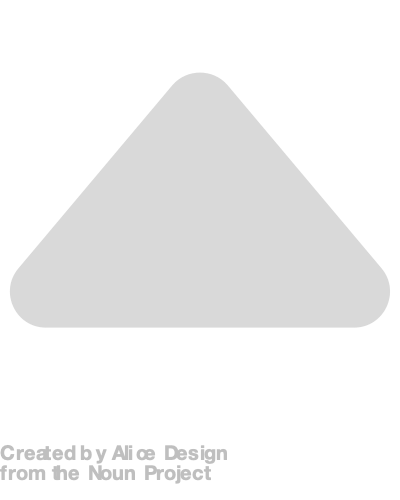 Created by Alice Design
from the Noun Project